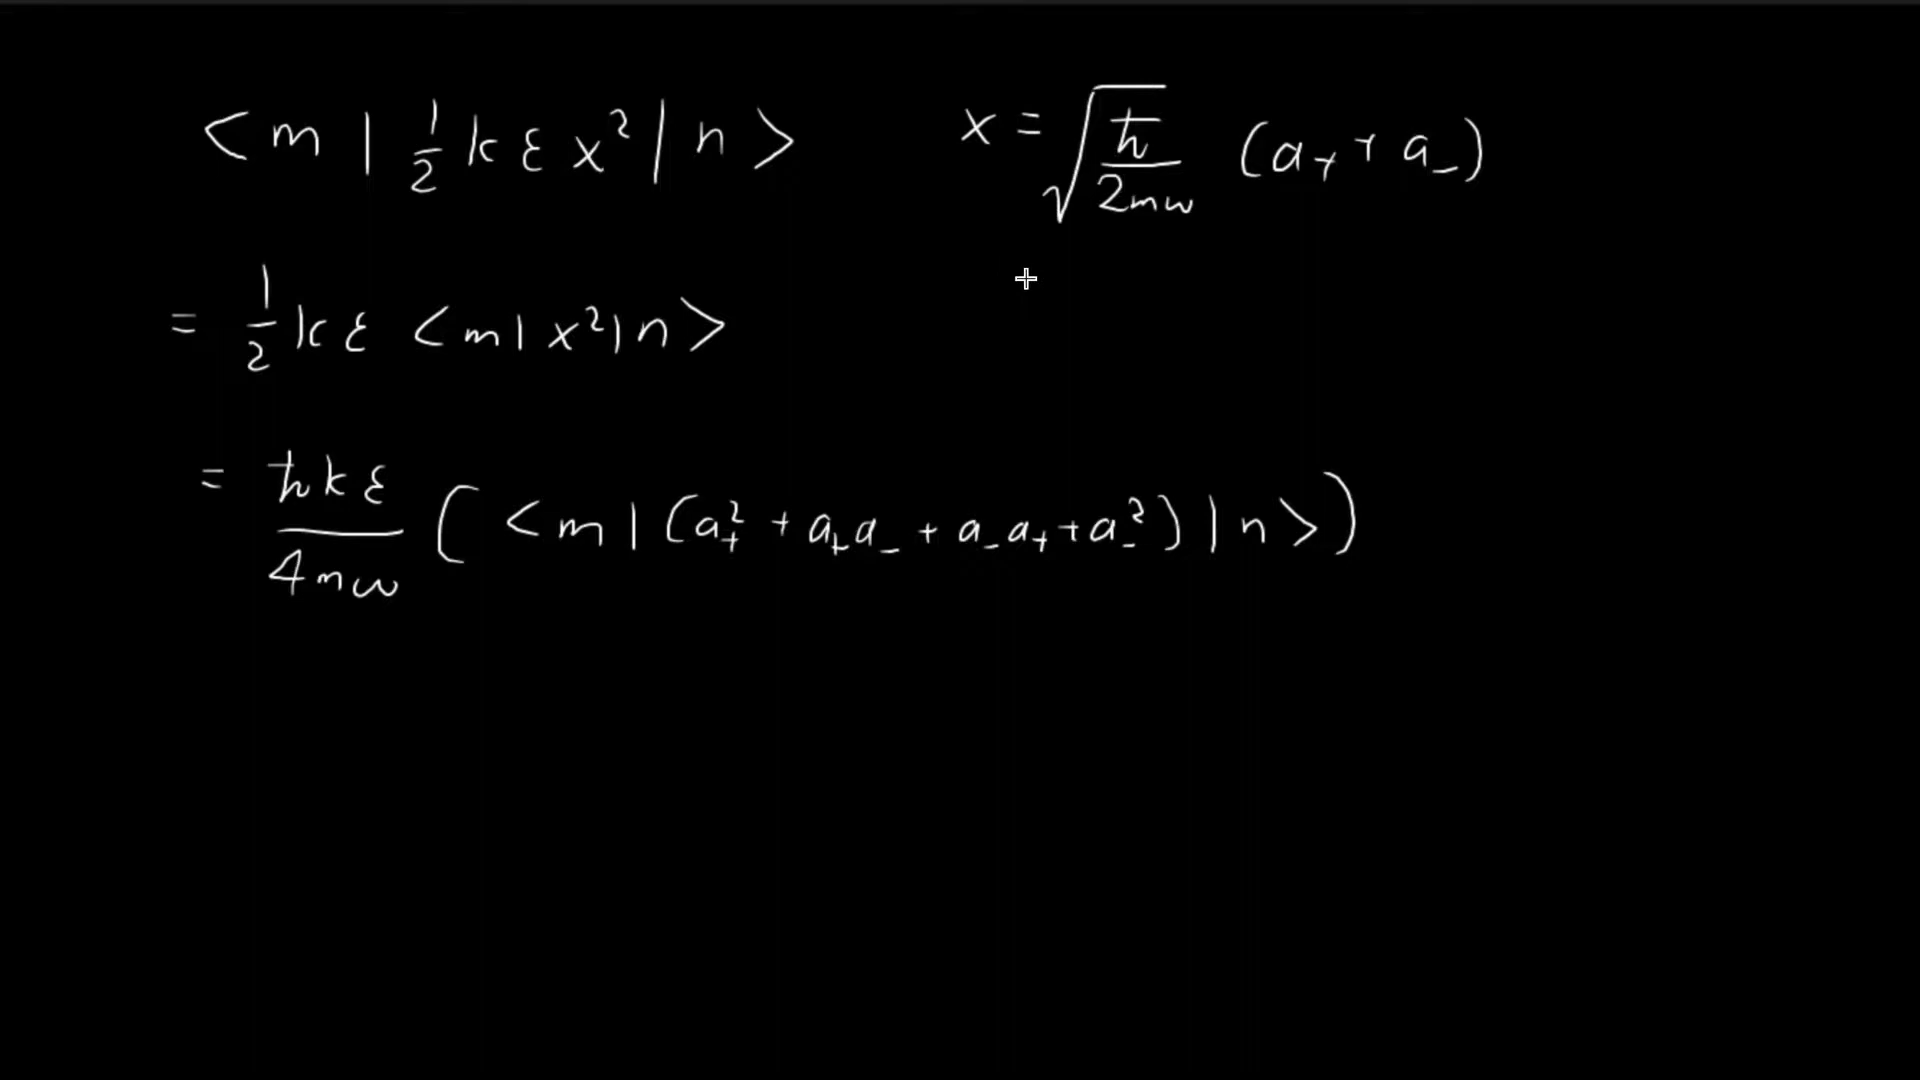 < m | 1/2 k ε x² | n > x = √(ħ/2mω) (a₊ + a₋)
= 1/2 k ε < m | x² | n >
= ħkε/4mω ( < m | (a₊² + a₊a₋ + a₋a₊ + a₋²) | n > )